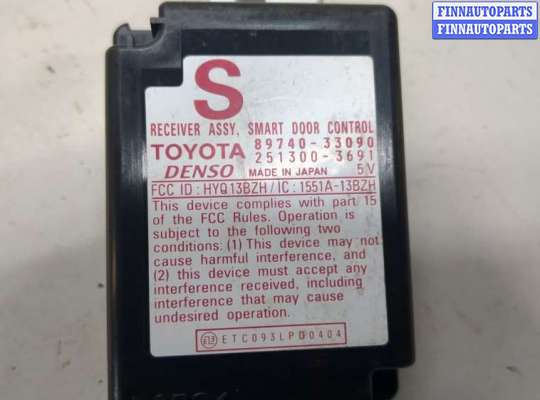 FINNAUTOPARTS
FINNAUTOPARTS
S
RECEIVER ASSY, SMART DOOR CONTROL
TOYOTA 89740-33090
251300-3691
DENSO MADE IN JAPAN 5V
FCC ID : HYQ13BZH / IC : 1551A-13BZH
This device complies with part 15
of the FCC Rules. Operation is
subject to the following two
conditions: (1) This device may not
cause harmful interference, and
(2) this device must accept any
interference received, including
interference that may cause
undesired operation.
E13 ETC093LPD0404